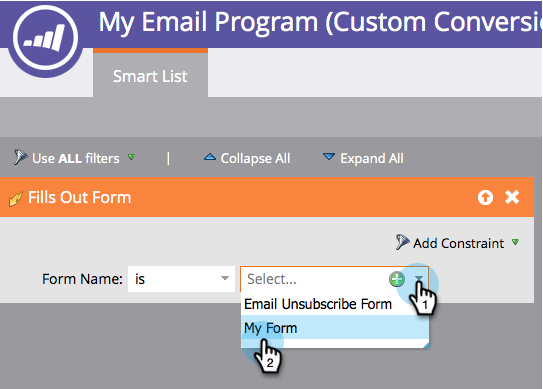 My Email Program (Custom Conversi
Smart List
Use ALL filters | Collapse All Expand All
Fills Out Form
Add Constraint
Form Name: is Select...
1
Email Unsubscribe Form
My Form
2